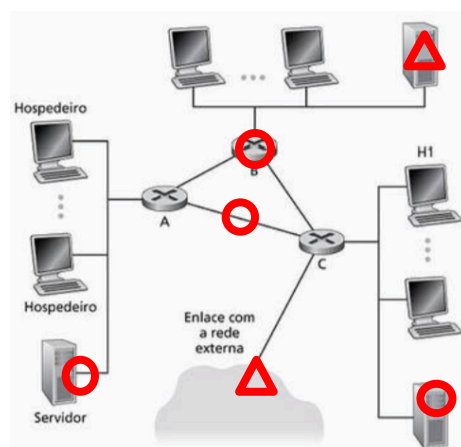 Hospedeiro
H1
B
A
C
Hospedeiro
Enlace com
a rede
externa
Servidor